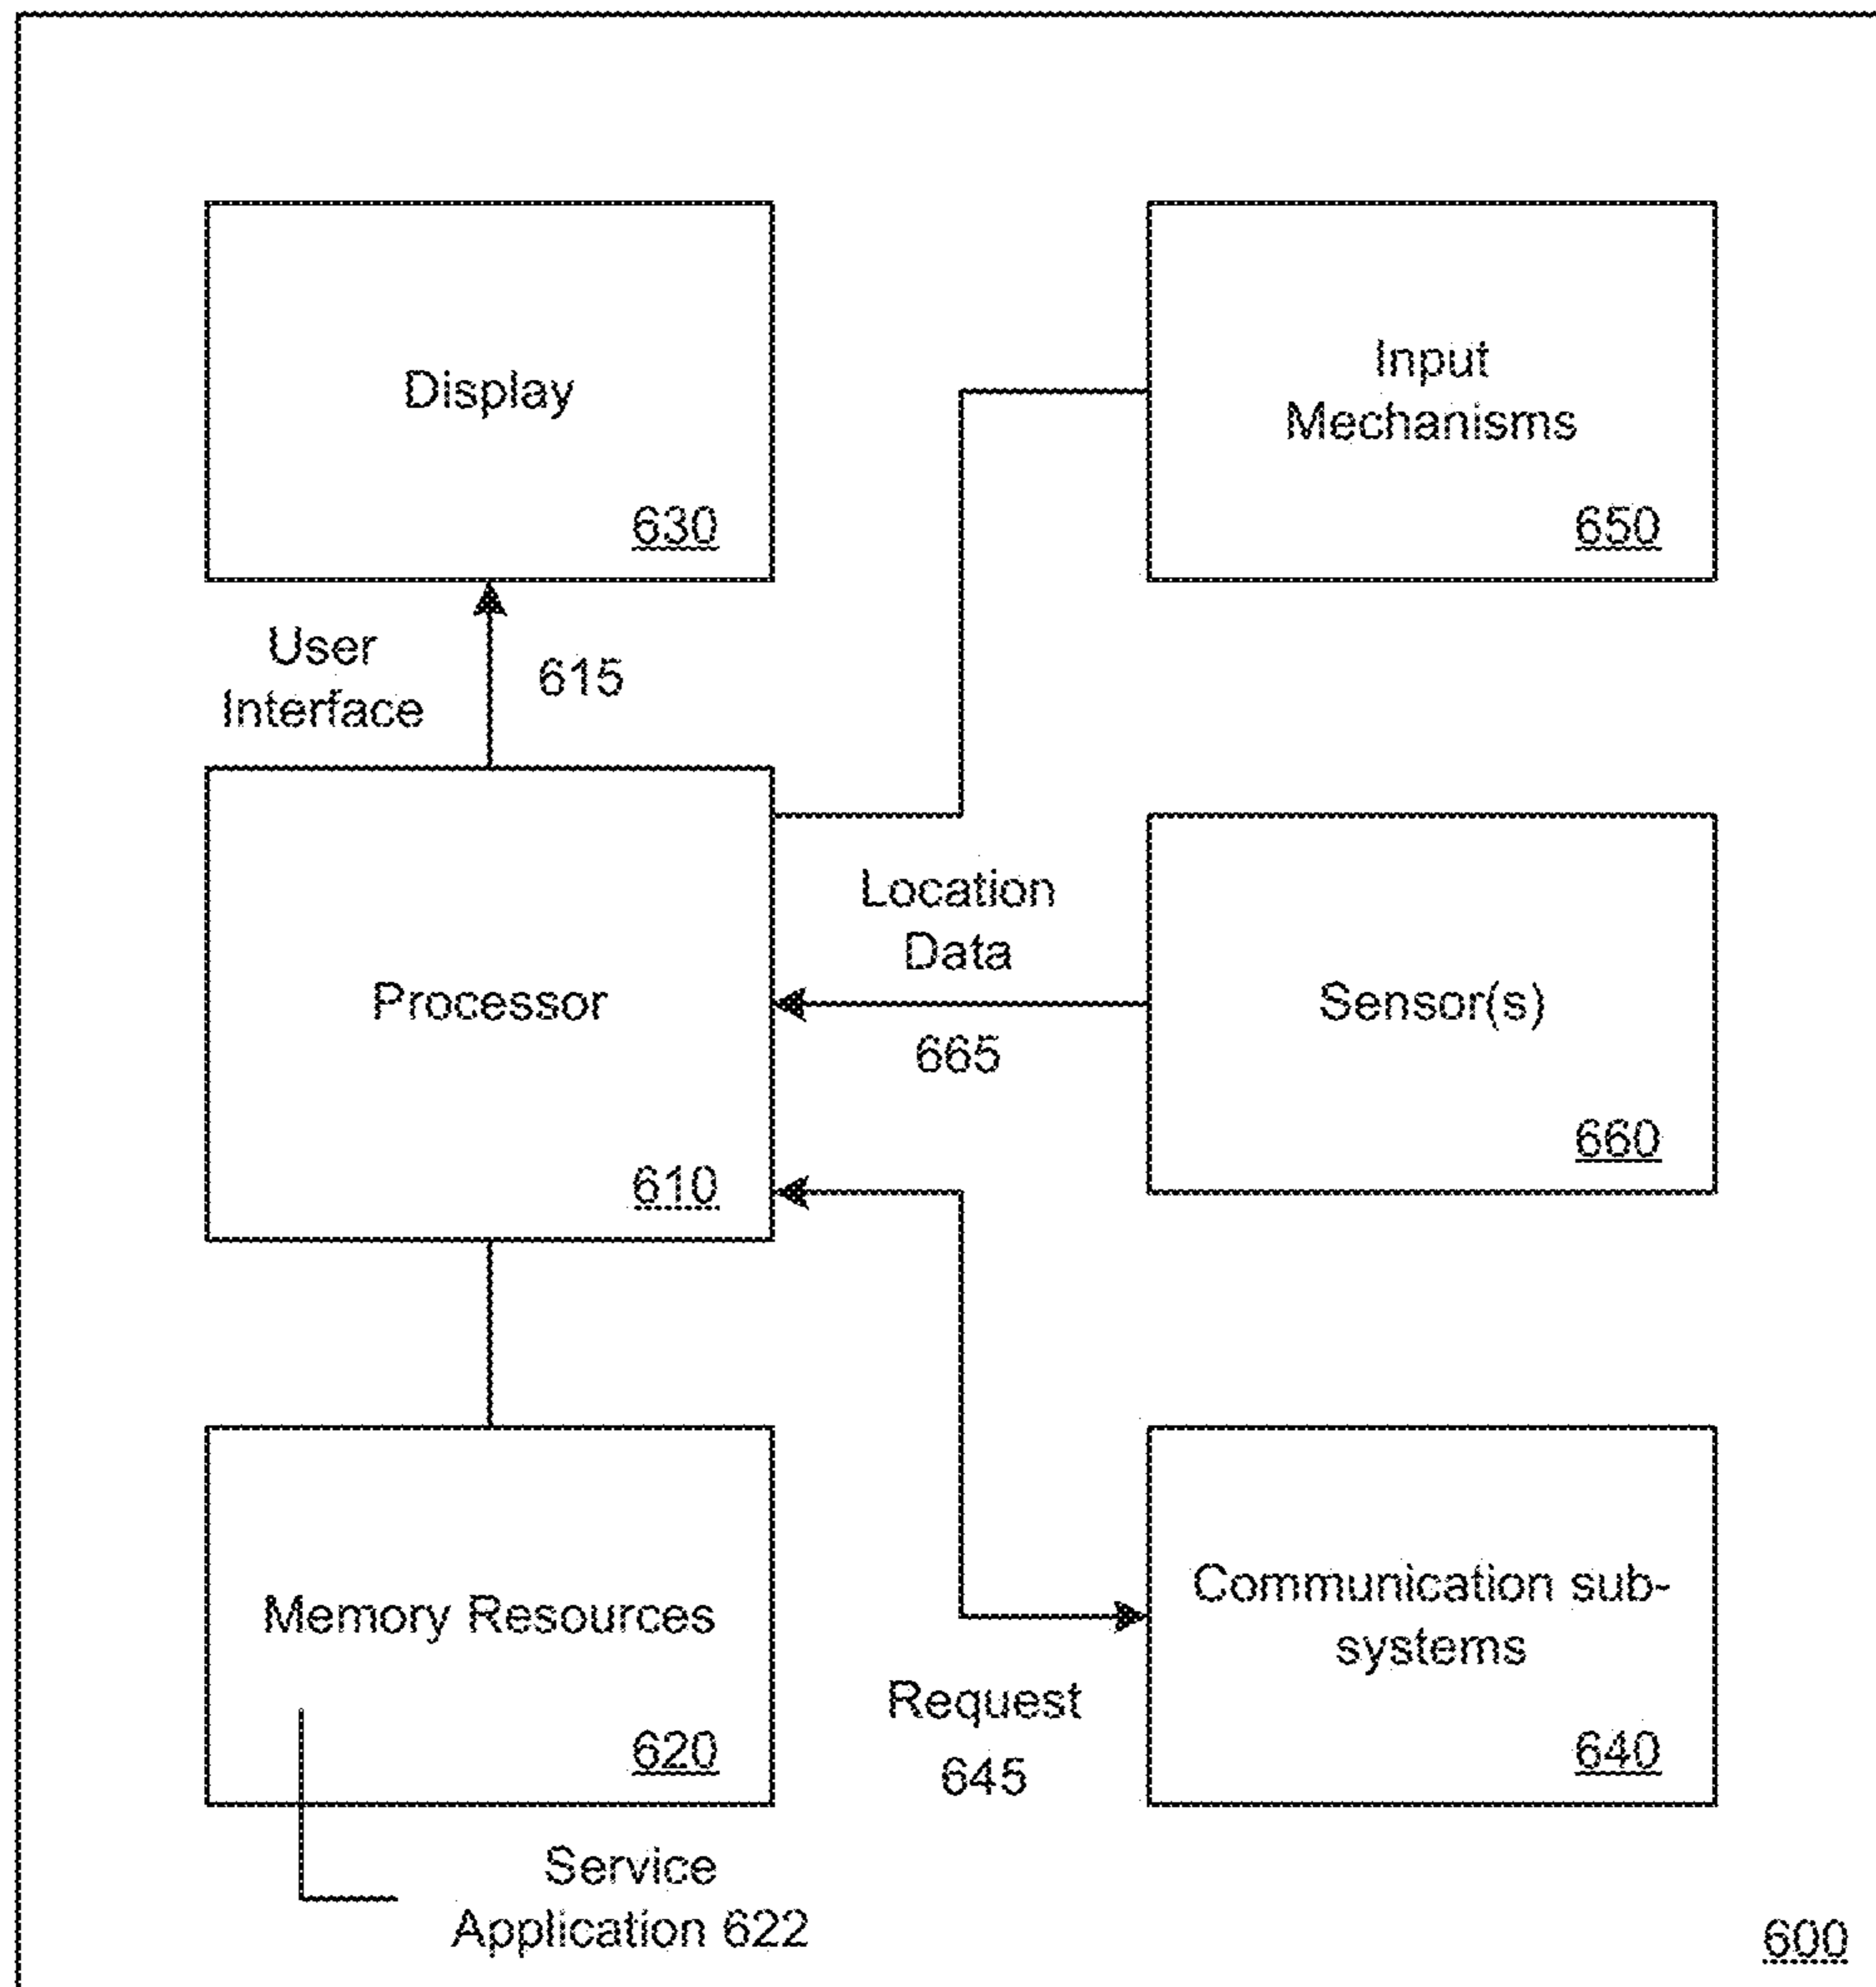 Display
630
Input
Mechanisms
650
User
Interface
615
Processor
610
Location
Data
665
Sensor(s)
660
Memory Resources
620
Service
Application 622
Request
645
Communication sub-
systems
640
600